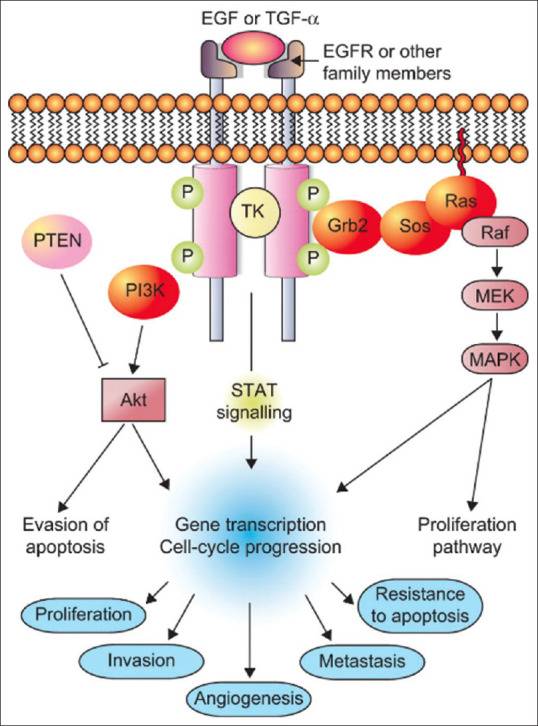 EGF or TGF-α
EGFR or other
family members
P
P
TK
P
P
Grb2
Sos
Ras
Raf
MEK
MAPK
PTEN
PI3K
Akt
STAT
signalling
Evasion of
apoptosis
Gene transcription
Cell-cycle progression
Proliferation
pathway
Proliferation
Invasion
Angiogenesis
Metastasis
Resistance
to apoptosis